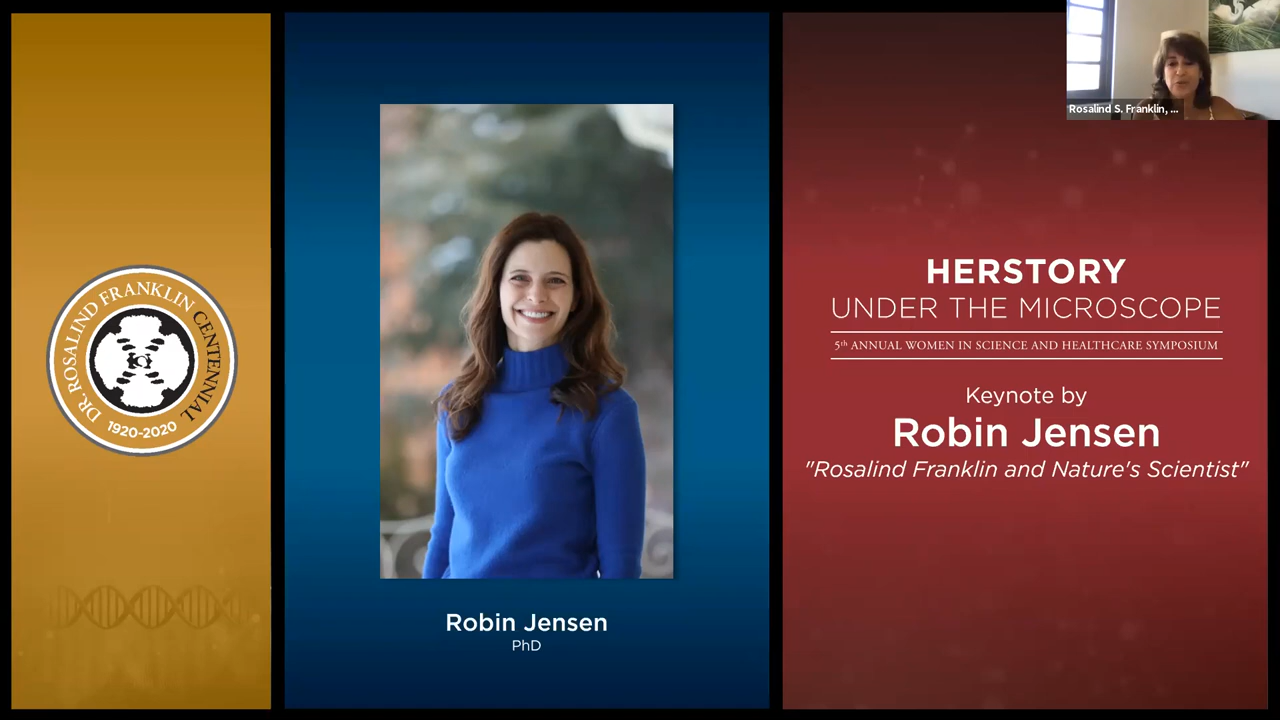 DR. ROSALIND FRANKLIN CENTENNIAL
1920-2020
Robin Jensen
PhD
HERSTORY
UNDER THE MICROSCOPE
5th ANNUAL WOMEN IN SCIENCE AND HEALTHCARE SYMPOSIUM
Keynote by
Robin Jensen
"Rosalind Franklin and Nature's Scientist"
Rosalind S. Franklin, ...